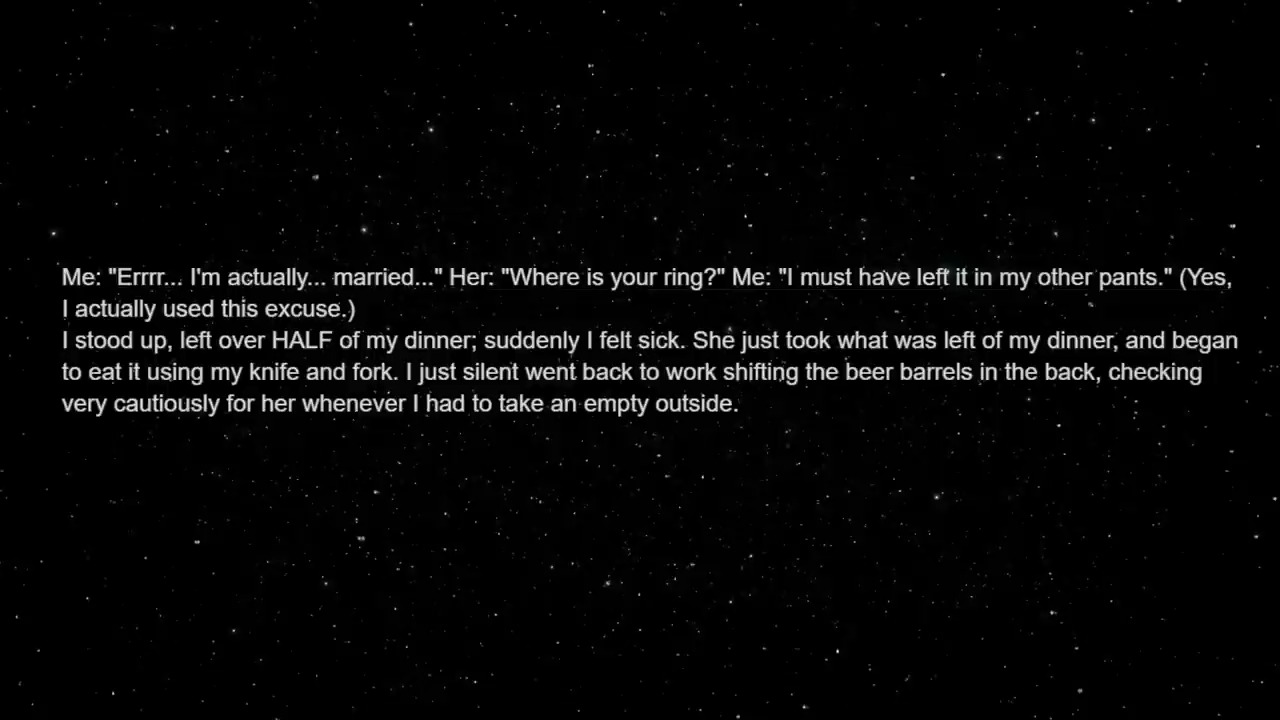 Me: "Errrr... I'm actually... married..." Her: "Where is your ring?" Me: "I must have left it in my other pants." (Yes,
I actually used this excuse.)
I stood up, left over HALF of my dinner; suddenly I felt sick. She just took what was left of my dinner, and began
to eat it using my knife and fork. I just silent went back to work shifting the beer barrels in the back, checking
very cautiously for her whenever I had to take an empty outside.